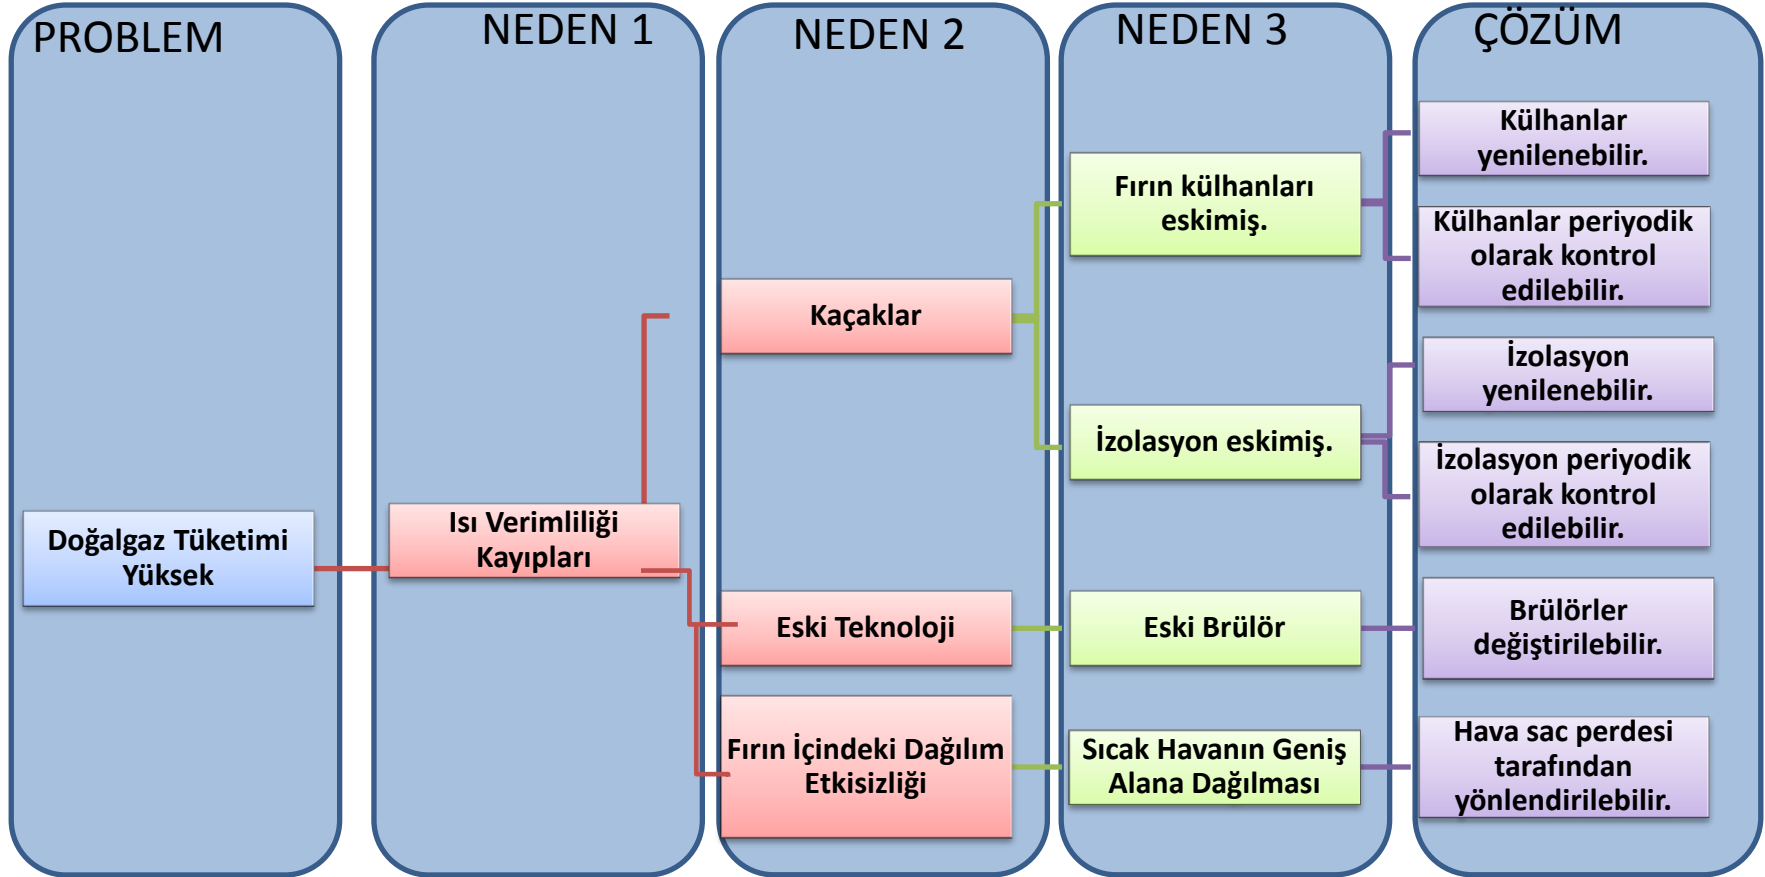 PROBLEM
NEDEN 1
NEDEN 2
NEDEN 3
ÇÖZÜM
Doğalgaz Tüketimi
Yüksek
Isı Verimliliği
Kayıpları
Kaçaklar
Eski Teknoloji
Fırın İçindeki Dağılım
Etkisizliği
Fırın külhanları
eskimiş.
İzolasyon eskimiş.
Eski Brülör
Sıcak Havanın Geniş
Alana Dağılması
Külhanlar
yenilenebilir.
Külhanlar periyodik
olarak kontrol
edilebilir.
İzolasyon
yenilenebilir.
İzolasyon periyodik
olarak kontrol
edilebilir.
Brülörler
değiştirilebilir.
Hava sac perdesi
tarafından
yönlendirilebilir.